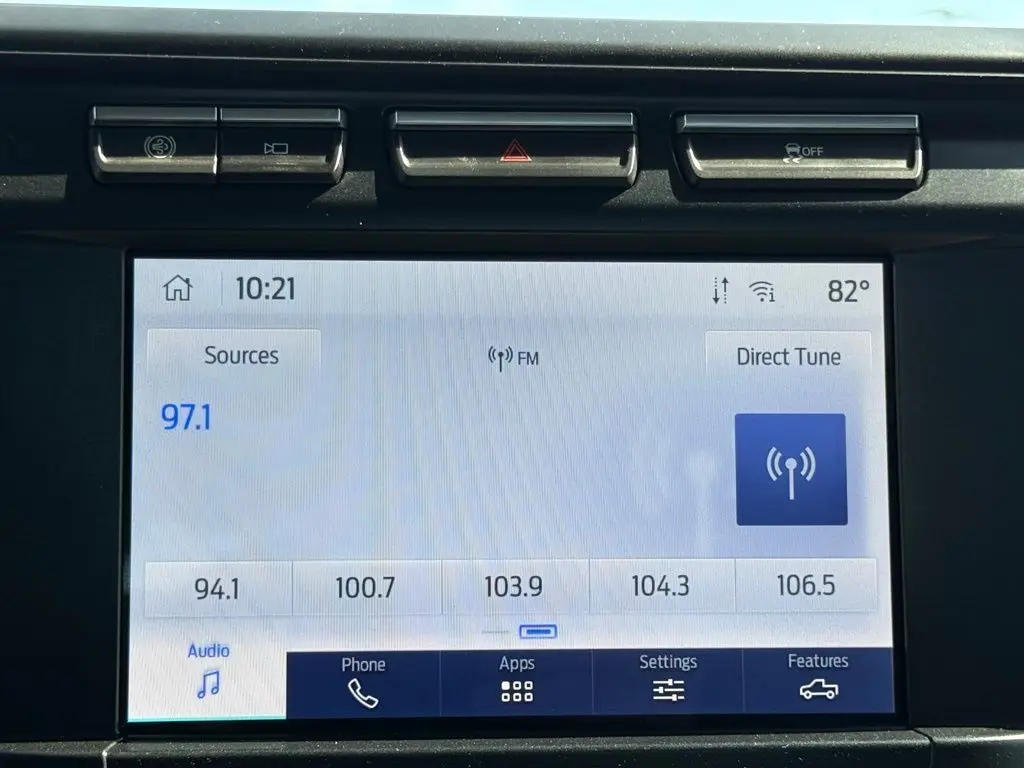 OFF
10:21 82°
Sources FM Direct Tune
97.1
94.1 100.7 103.9 104.3 106.5
Audio Phone Apps Settings Features